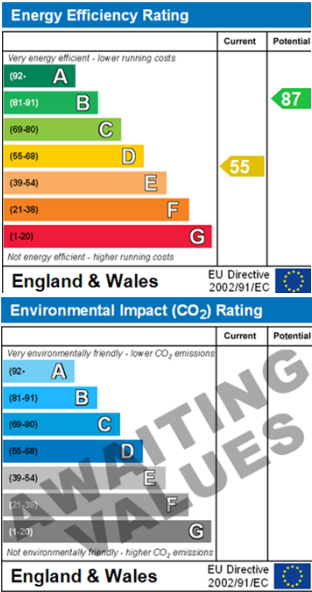 Energy Efficiency Rating
Current Potential
Very energy efficient - lower running costs
(92- A
(81-91) B
87
(69-80) C
(55-68) D
55
(39-54) E
(21-38) F
(1-20) G
Not energy efficient - higher running costs
England & Wales
EU Directive
2002/91/EC
Environmental Impact (CO2) Rating
Current Potential
Very environmentally friendly - lower CO2 emissions
(92- A
(81-91) B
(69-80) C
(55-68) D
(39-54) E
(21-38) F
(1-20) G
AWAITING
VALUES
Not environmentally friendly - higher CO2 emissions
England & Wales
EU Directive
2002/91/EC